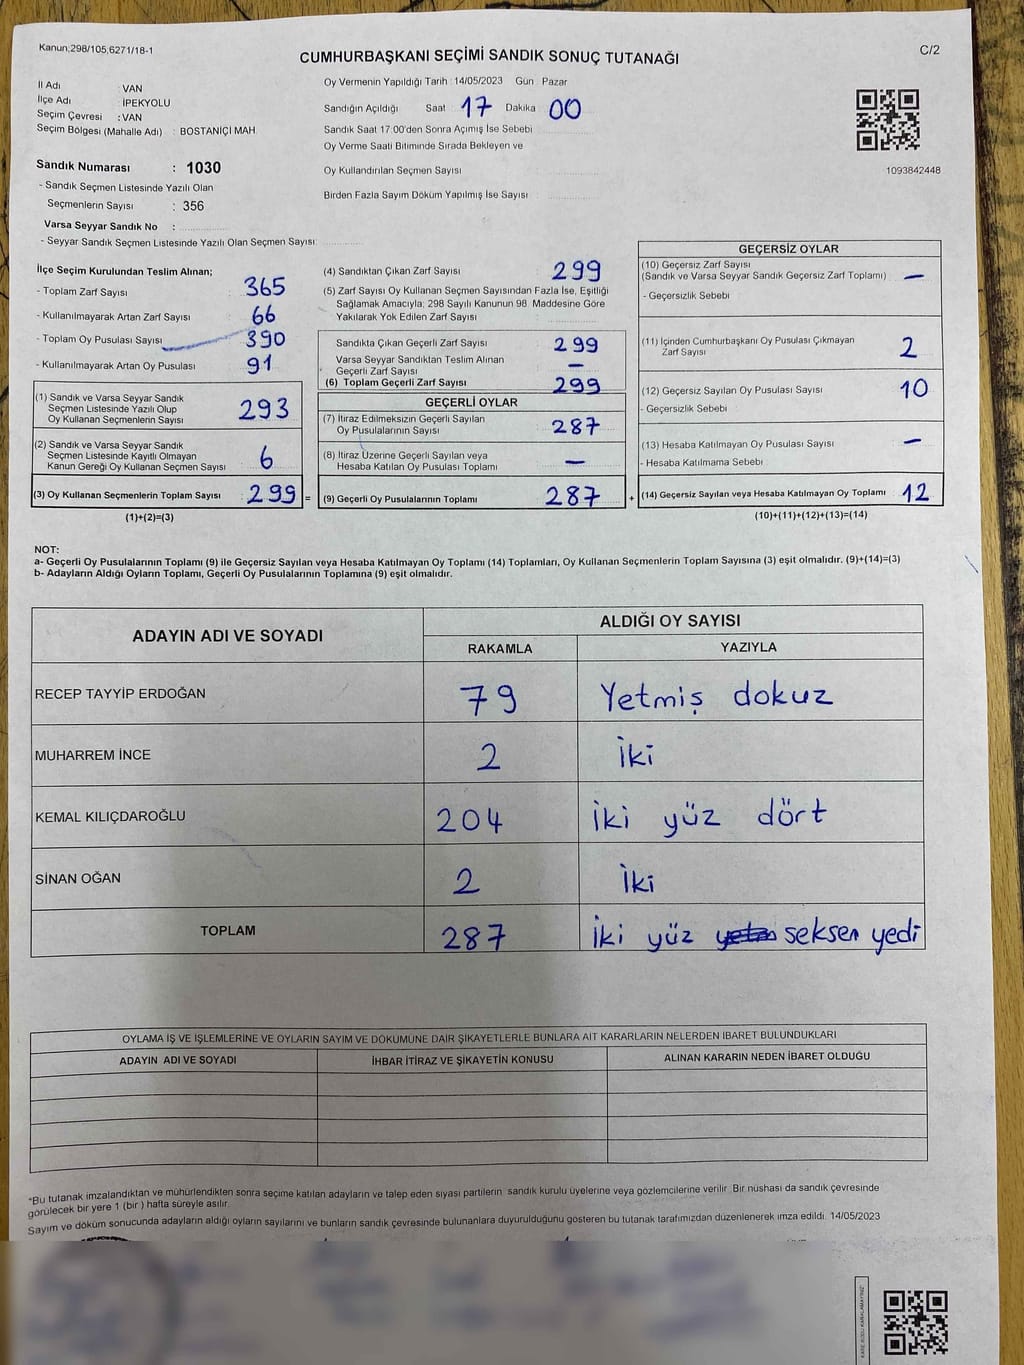 Kanun;298/105,6271/18-1
C/2
CUMHURBAŞKANI SEÇİMİ SANDIK SONUÇ TUTANAĞI
İl Adı VAN
İlçe Adı İPEKYOLU
Seçim Çevresi : VAN
Seçim Bölgesi (Mahalle Adı) : BOSTANİÇİ MAH.
Oy Vermenin Yapıldığı Tarih : 14/05/2023 Gün Pazar
Sandığın Açıldığı Saat 17 Dakika 00
Sandık Saat 17:00'den Sonra Açımış İse Sebebi
Oy Verme Saati Bitiminde Sırada Bekleyen ve
Oy Kullandırılan Seçmen Sayısı
Birden Fazla Sayım Döküm Yapılmış İse Sayısı
1093842448
Sandık Numarası : 1030
- Sandık Seçmen Listesinde Yazılı Olan
Seçmenlerin Sayısı : 356
Varsa Seyyar Sandık No :
- Seyyar Sandık Seçmen Listesinde Yazılı Olan Seçmen Sayısı:
İlçe Seçim Kurulundan Teslim Alınan;
- Toplam Zarf Sayısı 365
- Kullanılmayarak Artan Zarf Sayısı 66
- Toplam Oy Pusulası Sayısı 390
- Kullanılmayarak Artan Oy Pusulası 91
(1) Sandık ve Varsa Seyyar Sandık
Seçmen Listesinde Yazılı Olup
Oy Kullanan Seçmenlerin Sayısı 293
(2) Sandık ve Varsa Seyyar Sandık
Seçmen Listesinde Kayıtlı Olmayan
Kanun Gereği Oy Kullanan Seçmen Sayısı 6
(3) Oy Kullanan Seçmenlerin Toplam Sayısı 299 =
(1)+(2)=(3)
(4) Sandıktan Çıkan Zarf Sayısı 299
(5) Zarf Sayısı Oy Kullanan Seçmen Sayısından Fazla İse, Eşitliği
Sağlamak Amacıyla; 298 Sayılı Kanunun 98. Maddesine Göre
Yakılarak Yok Edilen Zarf Sayısı
Sandıkta Çıkan Geçerli Zarf Sayısı 299
Varsa Seyyar Sandıktan Teslim Alınan
Geçerli Zarf Sayısı —
(6) Toplam Geçerli Zarf Sayısı 299
GEÇERLİ OYLAR
(7) İtiraz Edilmeksizin Geçerli Sayılan
Oy Pusulalarının Sayısı 287
(8) İtiraz Üzerine Geçerli Sayılan veya
Hesaba Katılan Oy Pusulası Toplamı —
(9) Geçerli Oy Pusulalarının Toplamı 287 +
GEÇERSİZ OYLAR
(10) Geçersiz Zarf Sayısı
(Sandık ve Varsa Seyyar Sandık Geçersiz Zarf Toplamı) —
- Geçersizlik Sebebi
(11) İçinden Cumhurbaşkanı Oy Pusulası Çıkmayan
Zarf Sayısı 2
(12) Geçersiz Sayılan Oy Pusulası Sayısı 10
- Geçersizlik Sebebi
(13) Hesaba Katılmayan Oy Pusulası Sayısı —
- Hesaba Katılmama Sebebi
(14) Geçersiz Sayılan veya Hesaba Katılmayan Oy Toplamı 12
(10)+(11)+(12)+(13)=(14)
NOT:
a- Geçerli Oy Pusulalarının Toplamı (9) ile Geçersiz Sayılan veya Hesaba Katılmayan Oy Toplamı (14) Toplamları, Oy Kullanan Seçmenlerin Toplam Sayısına (3) eşit olmalıdır. (9)+(14)=(3)
b- Adayların Aldığı Oyların Toplamı, Geçerli Oy Pusulalarının Toplamına (9) eşit olmalıdır.
ADAYIN ADI VE SOYADI
ALDIĞI OY SAYISI
RAKAMLA YAZIYLA
RECEP TAYYİP ERDOĞAN 79 Yetmiş dokuz
MUHARREM İNCE 2 İki
KEMAL KILIÇDAROĞLU 204 İki yüz dört
SİNAN OĞAN 2 İki
TOPLAM 287 İki yüz seksen yedi
OYLAMA İŞ VE İŞLEMLERİNE VE OYLARIN SAYIM VE DÖKÜMÜNE DAİR ŞİKAYETLERLE BUNLARA AİT KARARLARIN NELERDEN İBARET BULUNDUKLARI
ADAYIN ADI VE SOYADI İHBAR İTİRAZ VE ŞİKAYETİN KONUSU ALINAN KARARIN NEDEN İBARET OLDUĞU
*Bu tutanak imzalandıktan ve mühürlendikten sonra seçime katılan adayların ve talep eden siyasi partilerin sandık kurulu üyelerine veya gözlemcilerine verilir. Bir nüshası da sandık çevresinde
görülecek bir yere 1 (bir) hafta süreyle asılır.
Sayım ve döküm sonucunda adayların aldığı oyların sayılarını ve bunların sandık çevresinde bulunanlara duyurulduğunu gösteren bu tutanak tarafımızdan düzenlenerek imza edildi. 14/05/2023
KARE KODU KARALAMAYINIZ!